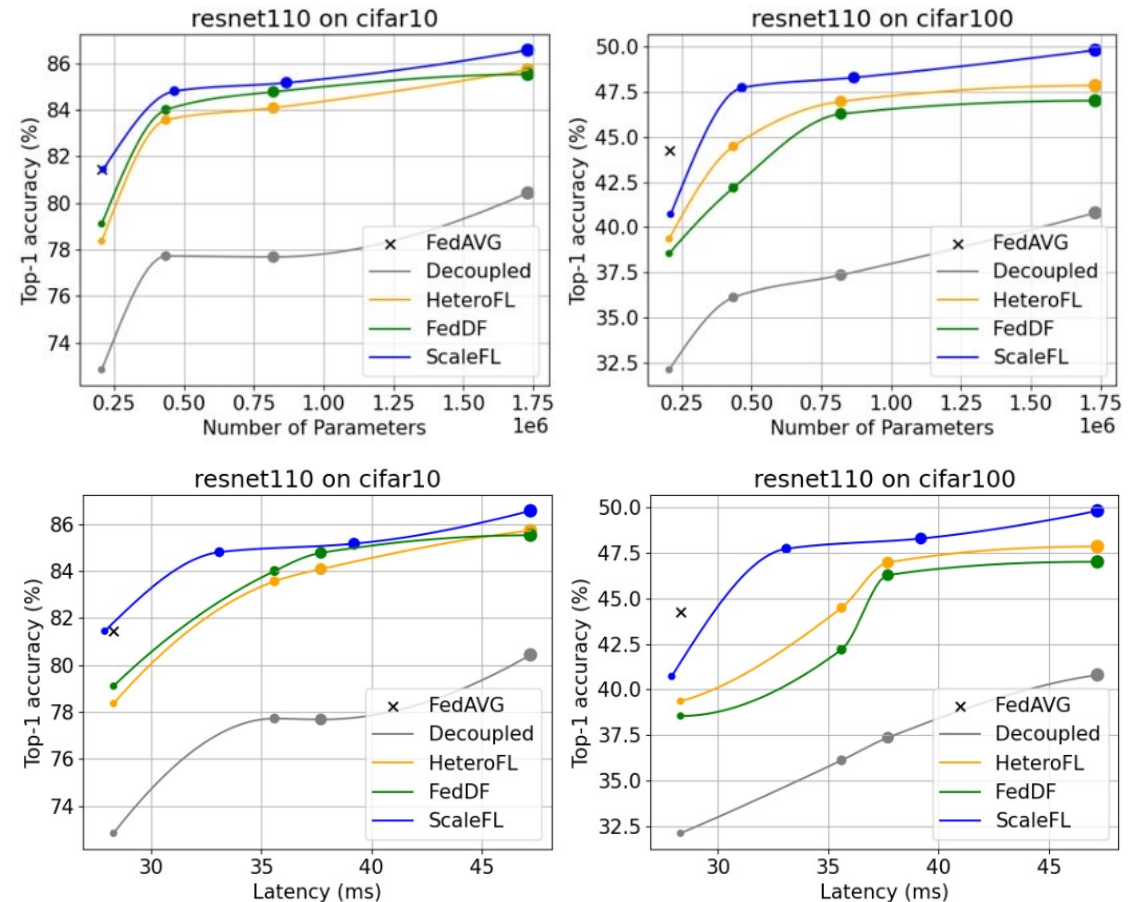 resnet110 on cifar10
Top-1 accuracy (%)
86
84
82
80
78
76
74
FedAVG
Decoupled
HeteroFL
FedDF
ScaleFL
0.25 0.50 0.75 1.00 1.25 1.50 1.75
Number of Parameters
1e6
resnet110 on cifar100
Top-1 accuracy (%)
50.0
47.5
45.0
42.5
40.0
37.5
35.0
32.5
FedAVG
Decoupled
HeteroFL
FedDF
ScaleFL
0.25 0.50 0.75 1.00 1.25 1.50 1.75
Number of Parameters
1e6
resnet110 on cifar10
Top-1 accuracy (%)
86
84
82
80
78
76
74
FedAVG
Decoupled
HeteroFL
FedDF
ScaleFL
30 35 40 45
Latency (ms)
resnet110 on cifar100
Top-1 accuracy (%)
50.0
47.5
45.0
42.5
40.0
37.5
35.0
32.5
FedAVG
Decoupled
HeteroFL
FedDF
ScaleFL
30 35 40 45
Latency (ms)